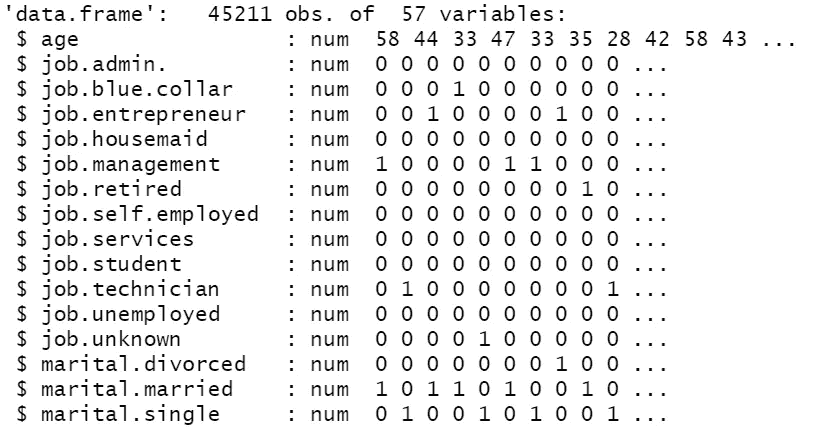 'data.frame':   45211 obs. of  57 variables:
 $ age                : num  58 44 33 47 33 35 28 42 58 43 ...
 $ job.admin.         : num  0 0 0 0 0 0 0 0 0 0 ...
 $ job.blue.collar    : num  0 0 0 1 0 0 0 0 0 0 ...
 $ job.entrepreneur   : num  0 0 1 0 0 0 0 1 0 0 ...
 $ job.housemaid      : num  0 0 0 0 0 0 0 0 0 0 ...
 $ job.management     : num  1 0 0 0 0 1 1 0 0 0 ...
 $ job.retired        : num  0 0 0 0 0 0 0 0 1 0 ...
 $ job.self.employed  : num  0 0 0 0 0 0 0 0 0 0 ...
 $ job.services       : num  0 0 0 0 0 0 0 0 0 0 ...
 $ job.student        : num  0 0 0 0 0 0 0 0 0 0 ...
 $ job.technician     : num  0 1 0 0 0 0 0 0 0 1 ...
 $ job.unemployed     : num  0 0 0 0 0 0 0 0 0 0 ...
 $ job.unknown        : num  0 0 0 0 1 0 0 0 0 0 ...
 $ marital.divorced   : num  0 0 0 0 0 0 0 1 0 0 ...
 $ marital.married    : num  1 0 1 1 0 1 0 0 1 0 ...
 $ marital.single     : num  0 1 0 0 1 0 1 0 0 1 ...